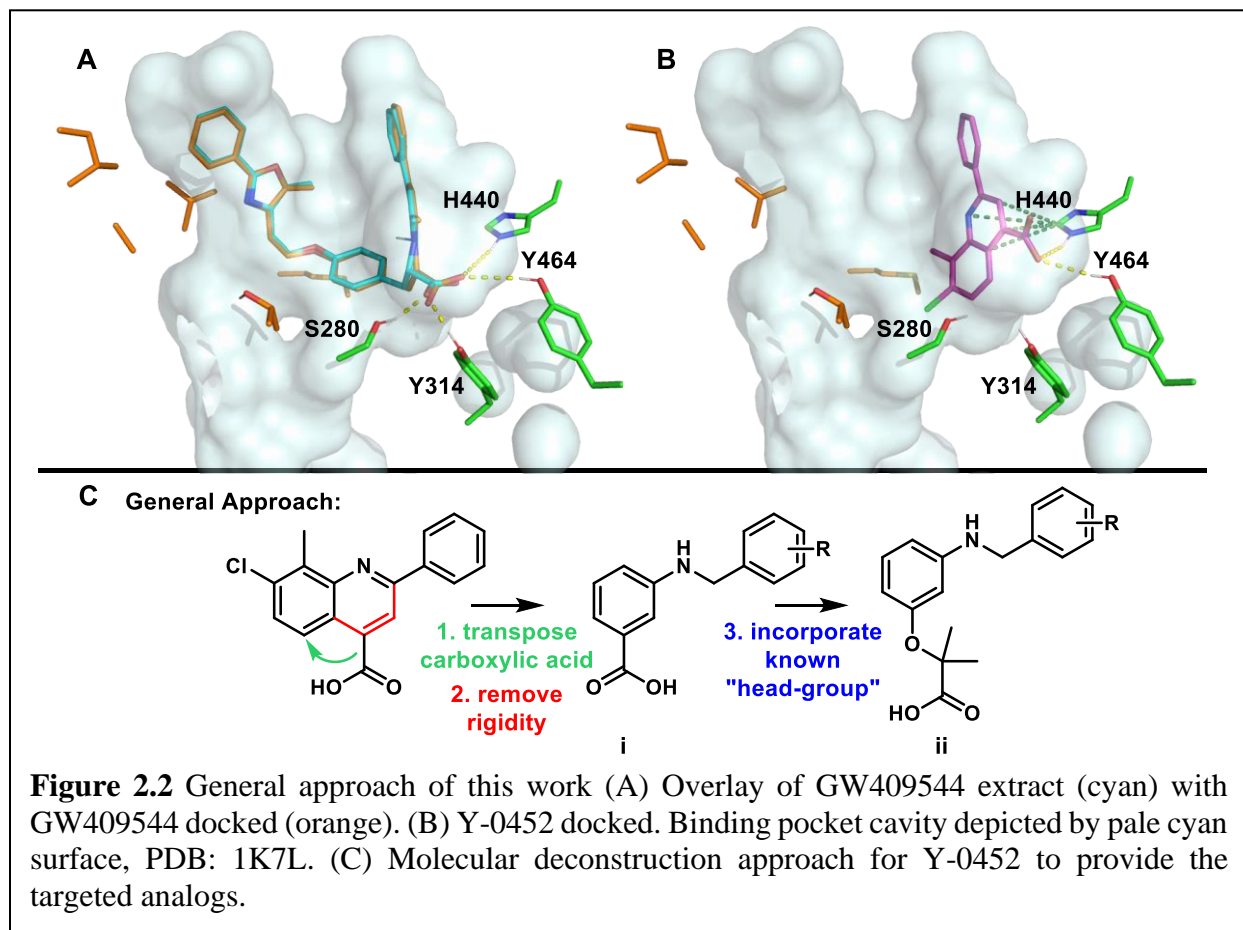 A
H440
Y464
S280
Y314
B
H440
Y464
S280
Y314
C General Approach:
Cl
N
HO
O
1. transpose
carboxylic acid
2. remove
rigidity
H
N
R
O
OH
i
3. incorporate
known
"head-group"
H
N
R
O
HO
O
ii
Figure 2.2 General approach of this work (A) Overlay of GW409544 extract (cyan) with
GW409544 docked (orange). (B) Y-0452 docked. Binding pocket cavity depicted by pale cyan
surface, PDB: 1K7L. (C) Molecular deconstruction approach for Y-0452 to provide the
targeted analogs.